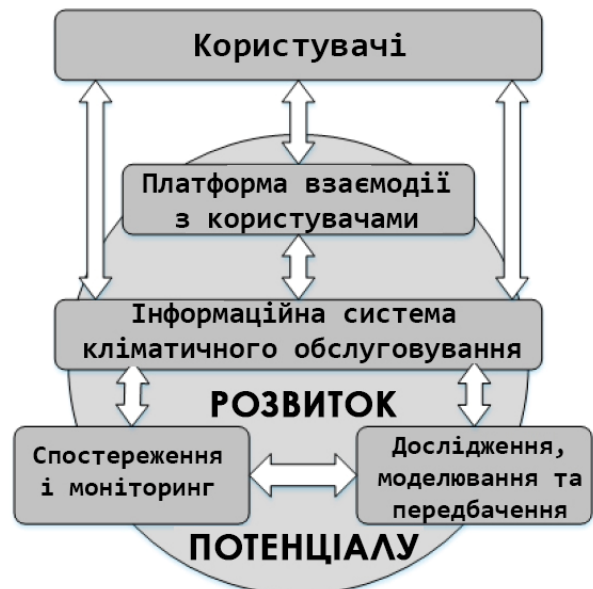 Користувачі
Платформа взаємодії
з користувачами
Інформаційна система
кліматичного обслуговування
РОЗВИТОК
Спостереження
і моніторинг
Дослідження,
моделювання та
передбачення
ПОТЕНЦІАЛУ